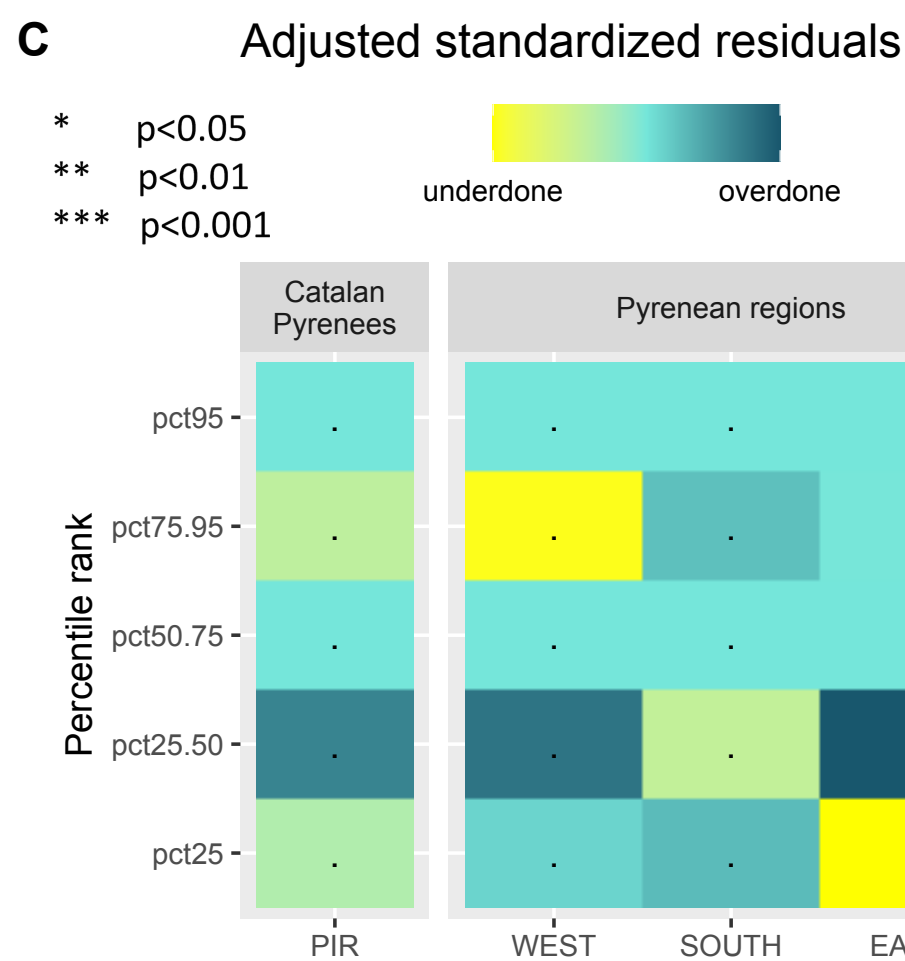 C
Adjusted standardized residuals
* p<0.05
** p<0.01
*** p<0.001
underdone
overdone
Catalan
Pyrenees
Pyrenean regions
Percentile rank
pct95
pct75.95
pct50.75
pct25.50
pct25
PIR
WEST
SOUTH
EA